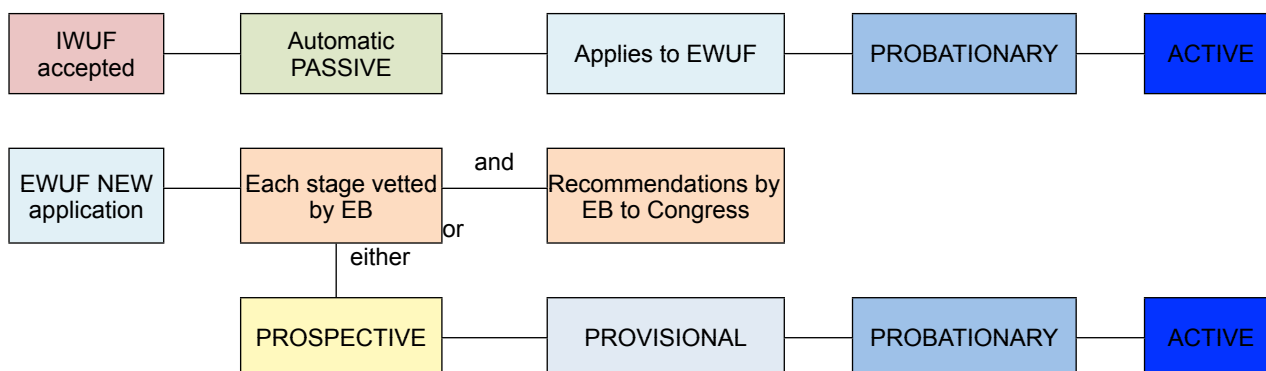 IWUF
accepted
Automatic
PASSIVE
Applies to EWUF
PROBATIONARY
ACTIVE
EWUF NEW
application
Each stage vetted
by EB
and
Recommendations by
EB to Congress
or
either
PROSPECTIVE
PROVISIONAL
PROBATIONARY
ACTIVE